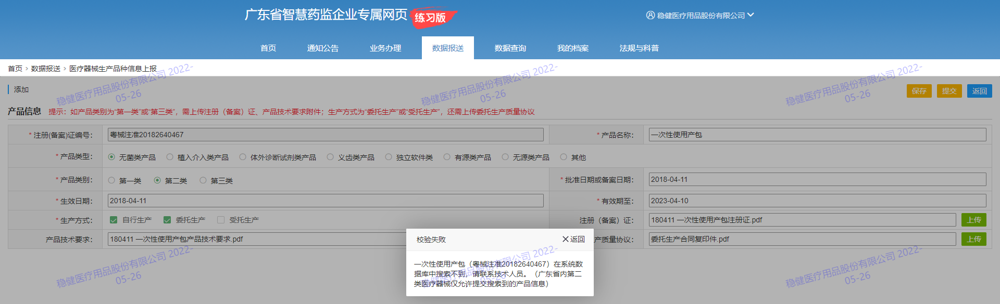 广东省智慧药监企业专属网页 练习版
稳健医疗用品股份有限公司
首页 通知公告 业务办理 数据报送 数据查询 我的档案 法规与科普
首页 > 数据报送 > 医疗器械生产品种信息上报
稳健医疗用品股份有限公司 2022-05-26
稳健医疗用品股份有限公司 2022-05-26
稳健医疗用品股份有限公司 2022-05-26
添加
保存 提交 返回
产品信息 提示：如产品类别为“第一类”或“第三类”，需上传注册（备案）证、产品技术要求附件；生产方式为“委托生产”或“受托生产”，还需上传委托生产质量协议
* 注册(备案)证编号： 粤械注准20182640467 * 产品名称： 一次性使用产包
* 产品类型： 无菌类产品 植入介入类产品 体外诊断试剂类产品 义齿类产品 独立软件类 有源类产品 无源类产品 其他
* 产品类别： 第一类 第二类 第三类 * 批准日期或备案日期： 2018-04-11
* 生效日期： 2018-04-11 * 有效期至： 2023-04-10
* 生产方式： 自行生产 委托生产 受托生产 注册（备案）证： 180411 一次性使用产包注册证.pdf 上传
产品技术要求： 180411 一次性使用产包产品技术要求.pdf 产质量协议： 委托生产合同复印件.pdf 上传
校验失败 返回
一次性使用产包（粤械注准20182640467）在系统数
据库中搜索不到，请联系技术人员。（广东省内第二
类医疗器械仅允许提交搜索到的产品信息）
稳健医疗用品股份有限公司 2022-05-26
稳健医疗用品股份有限公司 2022-05-26
稳健医疗用品股份有限公司 2022-05-26